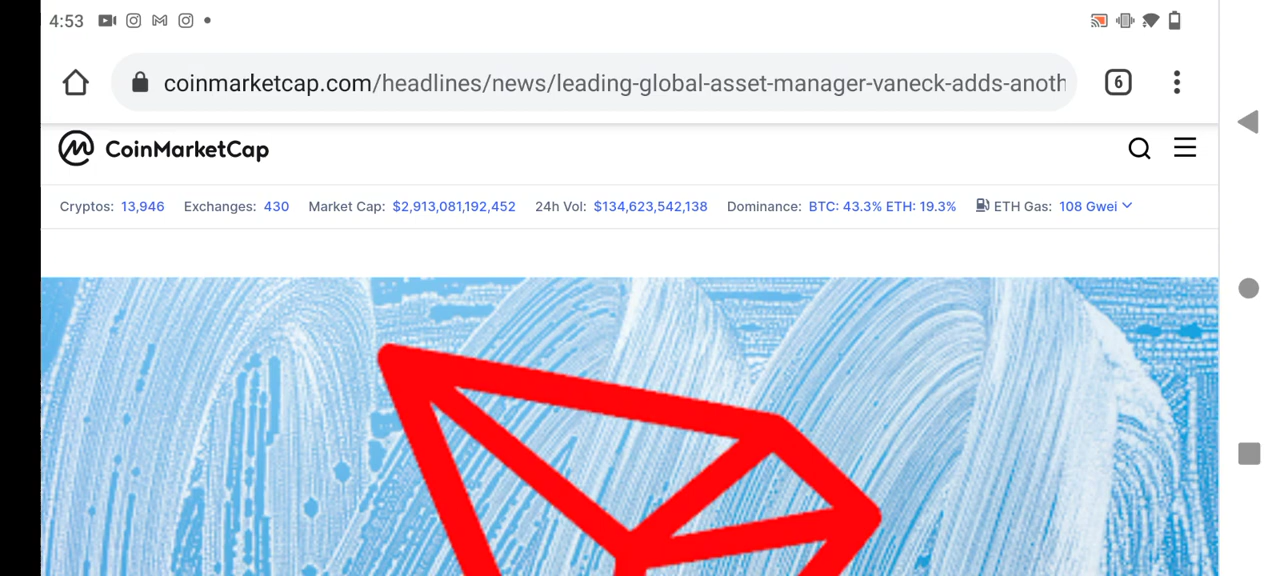 4:53
coinmarketcap.com/headlines/news/leading-global-asset-manager-vaneck-adds-anoth
6
CoinMarketCap
Cryptos: 13,946 Exchanges: 430 Market Cap: $2,913,081,192,452 24h Vol: $134,623,542,138 Dominance: BTC: 43.3% ETH: 19.3% ETH Gas: 108 Gwei